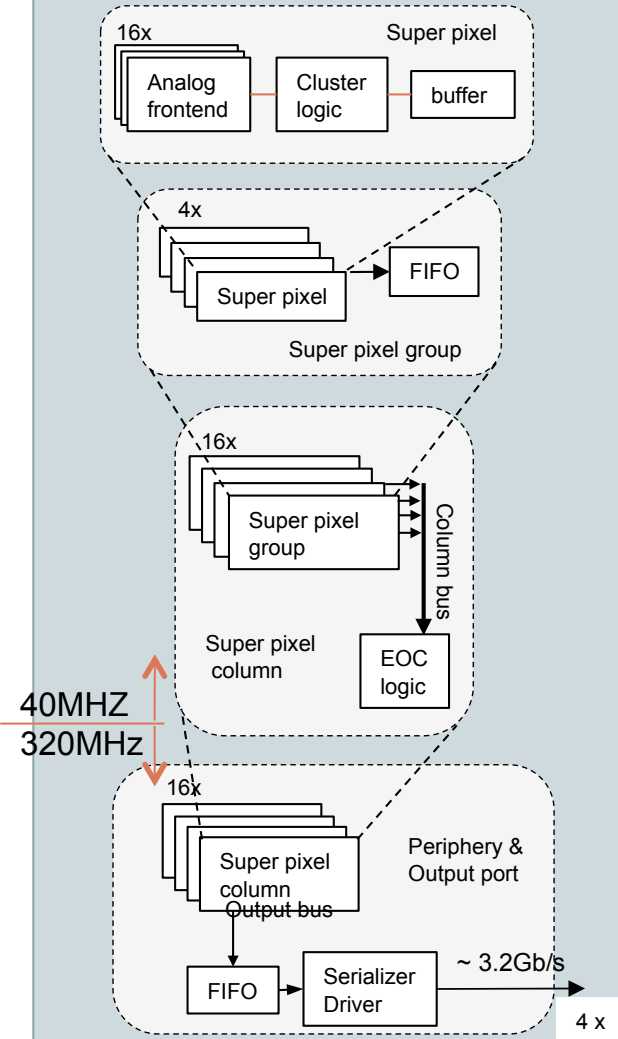 16x
Super pixel
Analog
frontend
Cluster
logic
buffer
4x
Super pixel
FIFO
Super pixel group
16x
Super pixel
group
Column bus
Super pixel
column
EOC
logic
40MHZ
320MHz
16x
Super pixel
column
Output bus
Periphery &
Output port
FIFO
Serializer
Driver
~ 3.2Gb/s
4 x